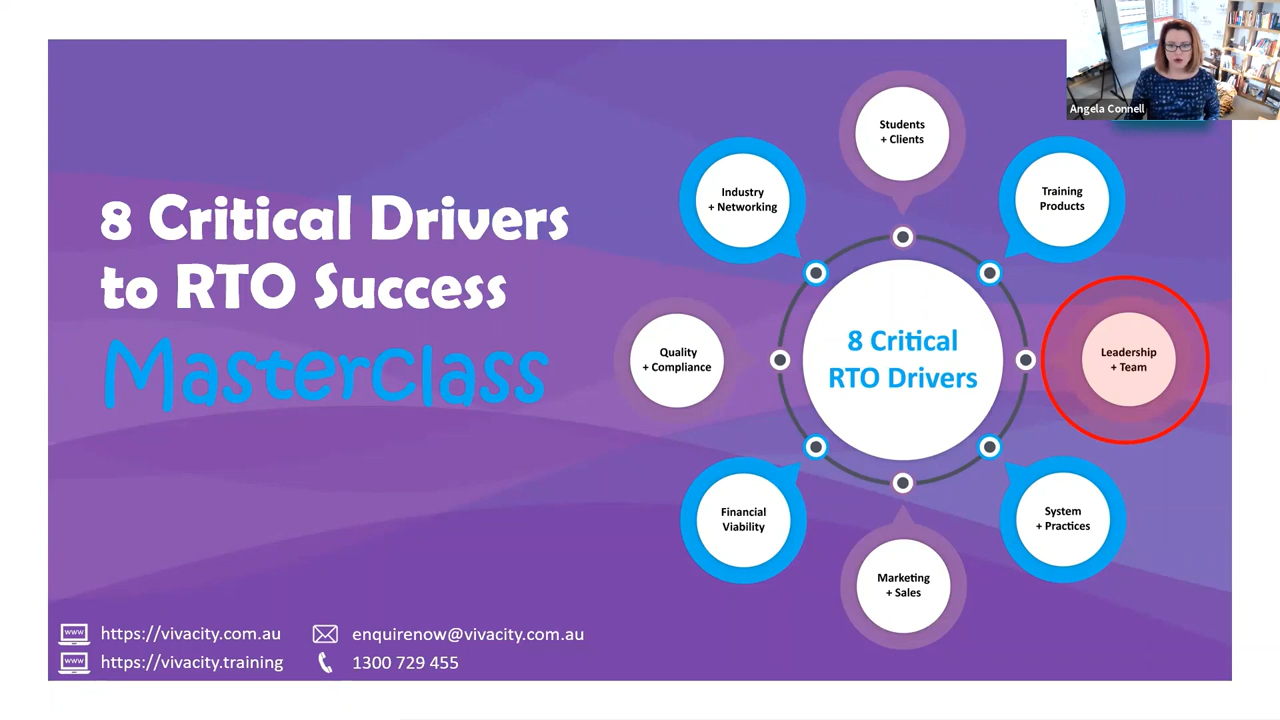 Angela Connell
8 Critical Drivers
to RTO Success
Masterclass
Students
+ Clients
Training
Products
Leadership
+ Team
System
+ Practices
Marketing
+ Sales
Financial
Viability
Quality
+ Compliance
Industry
+ Networking
8 Critical
RTO Drivers
www https://vivacity.com.au
enquirenow@vivacity.com.au
www https://vivacity.training
1300 729 455